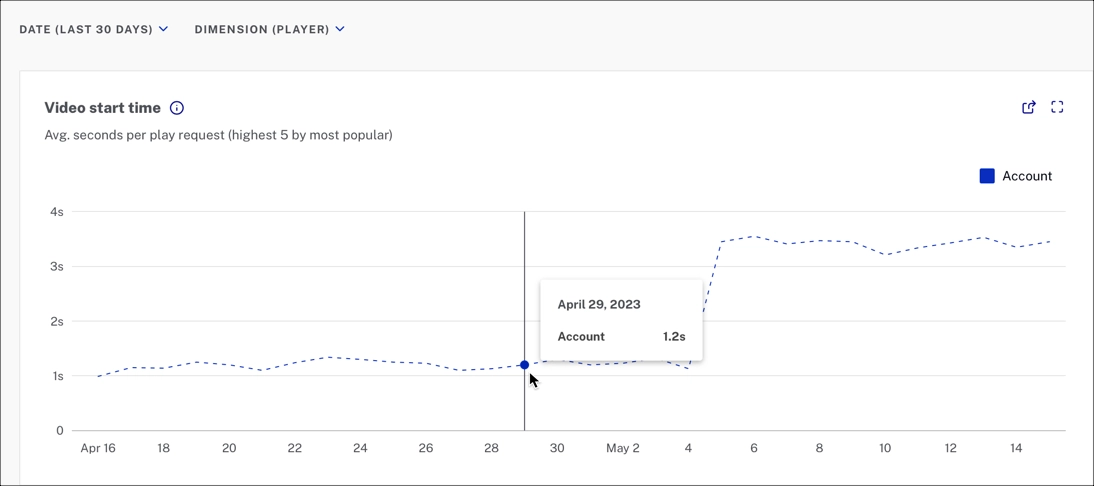 DATE (LAST 30 DAYS) DIMENSION (PLAYER)
Video start time
Avg. seconds per play request (highest 5 by most popular)
Account
4s
3s
2s
1s
0
April 29, 2023
Account 1.2s
Apr 16 18 20 22 24 26 28 30 May 2 4 6 8 10 12 14